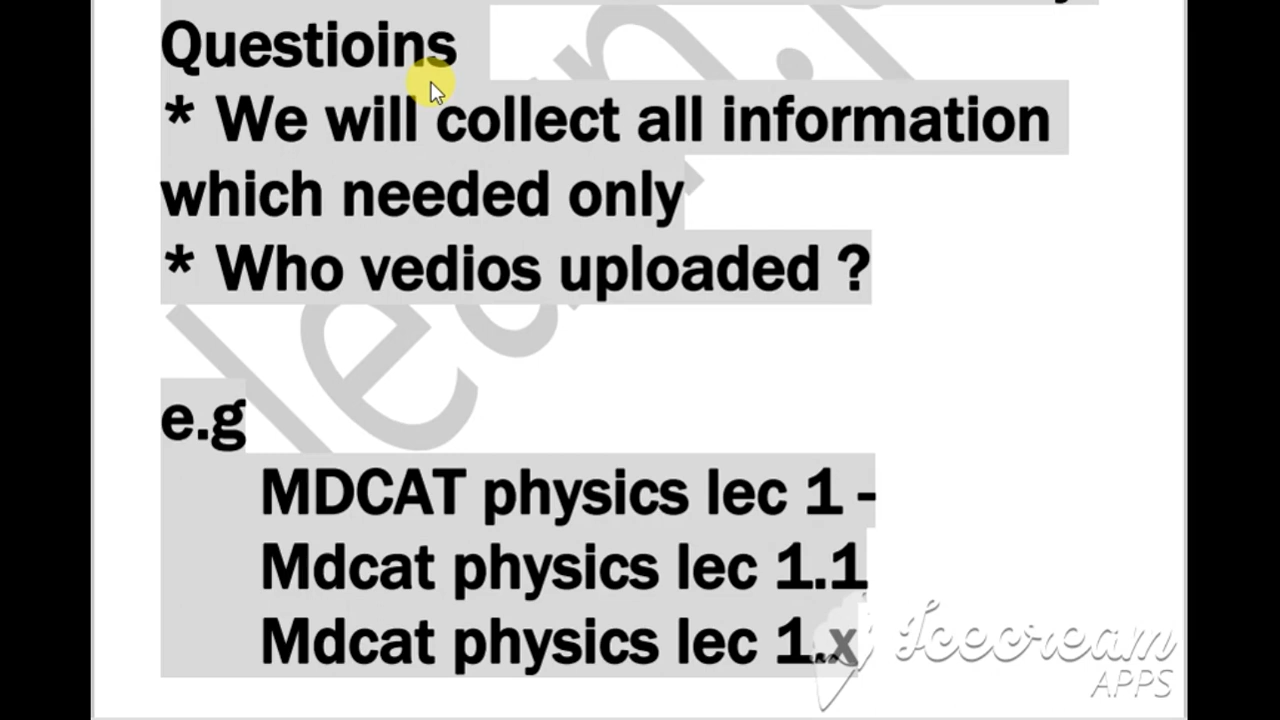 Questioins
* We will collect all information
which needed only
* Who vedios uploaded ?
e.g
MDCAT physics lec 1 -
Mdcat physics lec 1.1
Mdcat physics lec 1.x
Icecream
APPS